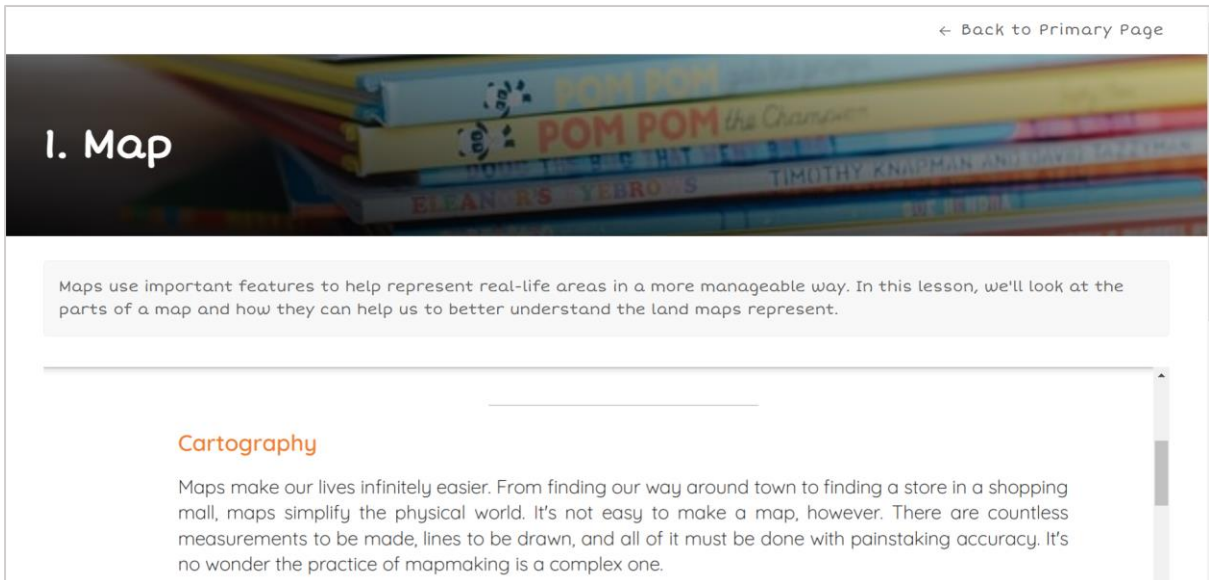 ← Back to Primary Page
POM POM
POM POM the Champion
1. Map
TIMOTHY KNAPMAN AND DAVID TAZZYMAN
Maps use important features to help represent real-life areas in a more manageable way. In this lesson, we'll look at the
parts of a map and how they can help us to better understand the land maps represent.
Cartography
Maps make our lives infinitely easier. From finding our way around town to finding a store in a shopping
mall, maps simplify the physical world. It's not easy to make a map, however. There are countless
measurements to be made, lines to be drawn, and all of it must be done with painstaking accuracy. It's
no wonder the practice of mapmaking is a complex one.